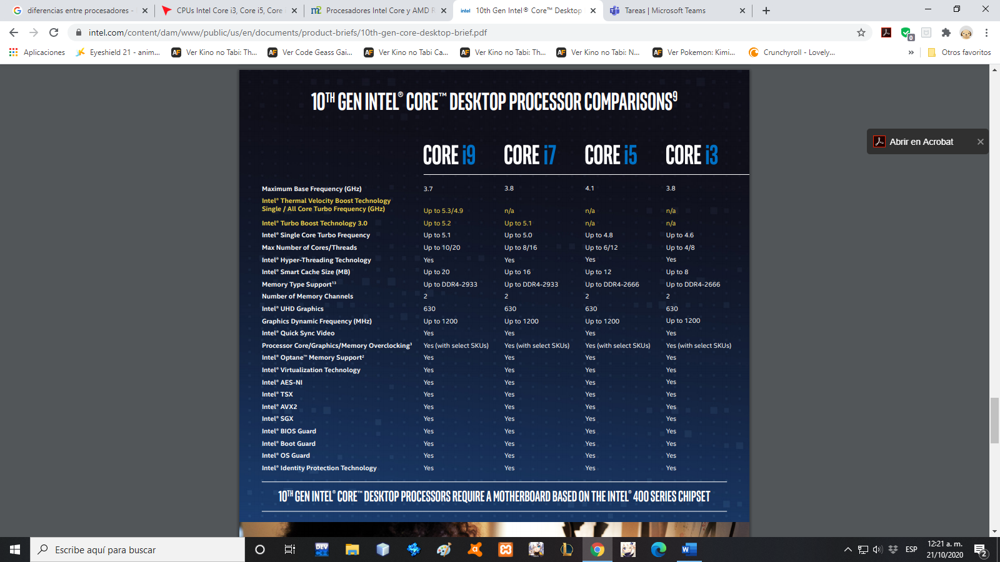 diferencias entre procesadores -
CPUs Intel Core i3, Core i5, Core
Procesadores Intel Core y AMD R
10th Gen Intel® Core™ Desktop
Tareas | Microsoft Teams
intel.com/content/dam/www/public/us/en/documents/product-briefs/10th-gen-core-desktop-brief.pdf
0
Aplicaciones
Eyeshield 21 - anim...
Ver Kino no Tabi: Th...
Ver Code Geass Gai...
Ver Kino no Tabi Ca...
Ver Kino no Tabi: Th...
Ver Kino no Tabi: N...
Ver Pokemon: Kimi...
Crunchyroll - Lovely...
»
Otros favoritos
10TH GEN INTEL® CORE™ DESKTOP PROCESSOR COMPARISONS9
Abrir en Acrobat
CORE i9 CORE i7 CORE i5 CORE i3
Maximum Base Frequency (GHz) 3.7 3.8 4.1 3.8
Intel® Thermal Velocity Boost Technology
Single / All Core Turbo Frequency (GHz) Up to 5.3/4.9 n/a n/a n/a
Intel® Turbo Boost Technology 3.0 Up to 5.2 Up to 5.1 n/a n/a
Intel® Single Core Turbo Frequency Up to 5.1 Up to 5.0 Up to 4.8 Up to 4.6
Max Number of Cores/Threads Up to 10/20 Up to 8/16 Up to 6/12 Up to 4/8
Intel® Hyper-Threading Technology Yes Yes Yes Yes
Intel® Smart Cache Size (MB) Up to 20 Up to 16 Up to 12 Up to 8
Memory Type Support13 Up to DDR4-2933 Up to DDR4-2933 Up to DDR4-2666 Up to DDR4-2666
Number of Memory Channels 2 2 2 2
Intel® UHD Graphics 630 630 630 630
Graphics Dynamic Frequency (MHz) Up to 1200 Up to 1200 Up to 1200 Up to 1200
Intel® Quick Sync Video Yes Yes Yes Yes
Processor Core/Graphics/Memory Overclocking3 Yes (with select SKUs) Yes (with select SKUs) Yes (with select SKUs) Yes (with select SKUs)
Intel® Optane™ Memory Support2 Yes Yes Yes Yes
Intel® Virtualization Technology Yes Yes Yes Yes
Intel® AES-NI Yes Yes Yes Yes
Intel® TSX Yes Yes Yes Yes
Intel® AVX2 Yes Yes Yes Yes
Intel® SGX Yes Yes Yes Yes
Intel® BIOS Guard Yes Yes Yes Yes
Intel® Boot Guard Yes Yes Yes Yes
Intel® OS Guard Yes Yes Yes Yes
Intel® Identity Protection Technology Yes Yes Yes Yes
10TH GEN INTEL® CORE™ DESKTOP PROCESSORS REQUIRE A MOTHERBOARD BASED ON THE INTEL® 400 SERIES CHIPSET
Escribe aquí para buscar
DEV
ESP
12:21 a. m.
21/10/2020
2